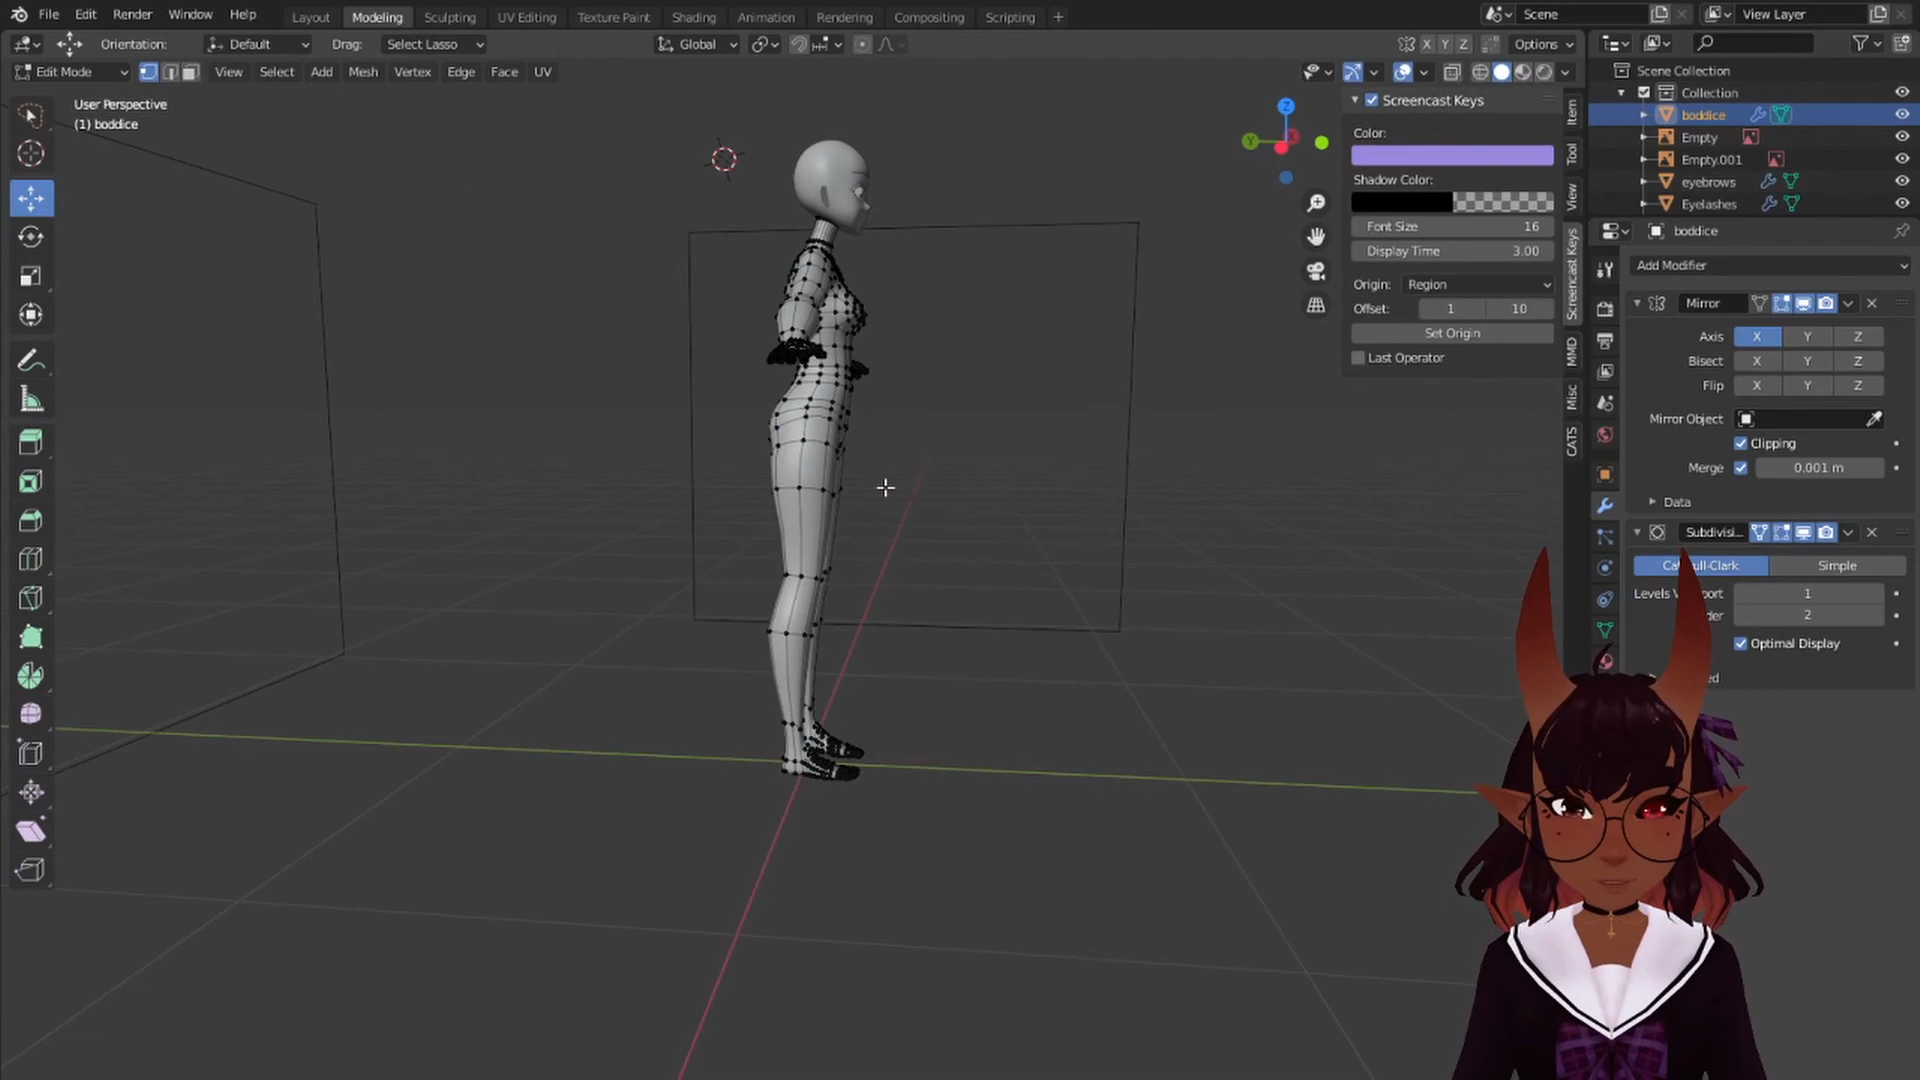 File Edit Render Window Help Layout Modeling Sculpting UV Editing Texture Paint Shading Animation Rendering Compositing Scripting + Scene View Layer
Orientation: Default Drag: Select Lasso Global X Y Z Options
Edit Mode View Select Add Mesh Vertex Edge Face UV
User Perspective
(1) boddice
Z
Y
X
Screencast Keys
Color:
Shadow Color:
Font Size 16
Display Time 3.00
Origin: Region
Offset: 1 10
Set Origin
Last Operator
Item
Tool
View
Screencast Keys
MMD
Misc
CATS
Scene Collection
Collection
boddice
Empty
Empty.001
eyebrows
Eyelashes
boddice
Add Modifier
Mirror
Axis X Y Z
Bisect X Y Z
Flip X Y Z
Mirror Object
Clipping
Merge 0.001 m
Data
Subdivisi...
Simple
Levels 1
2
Optimal Display